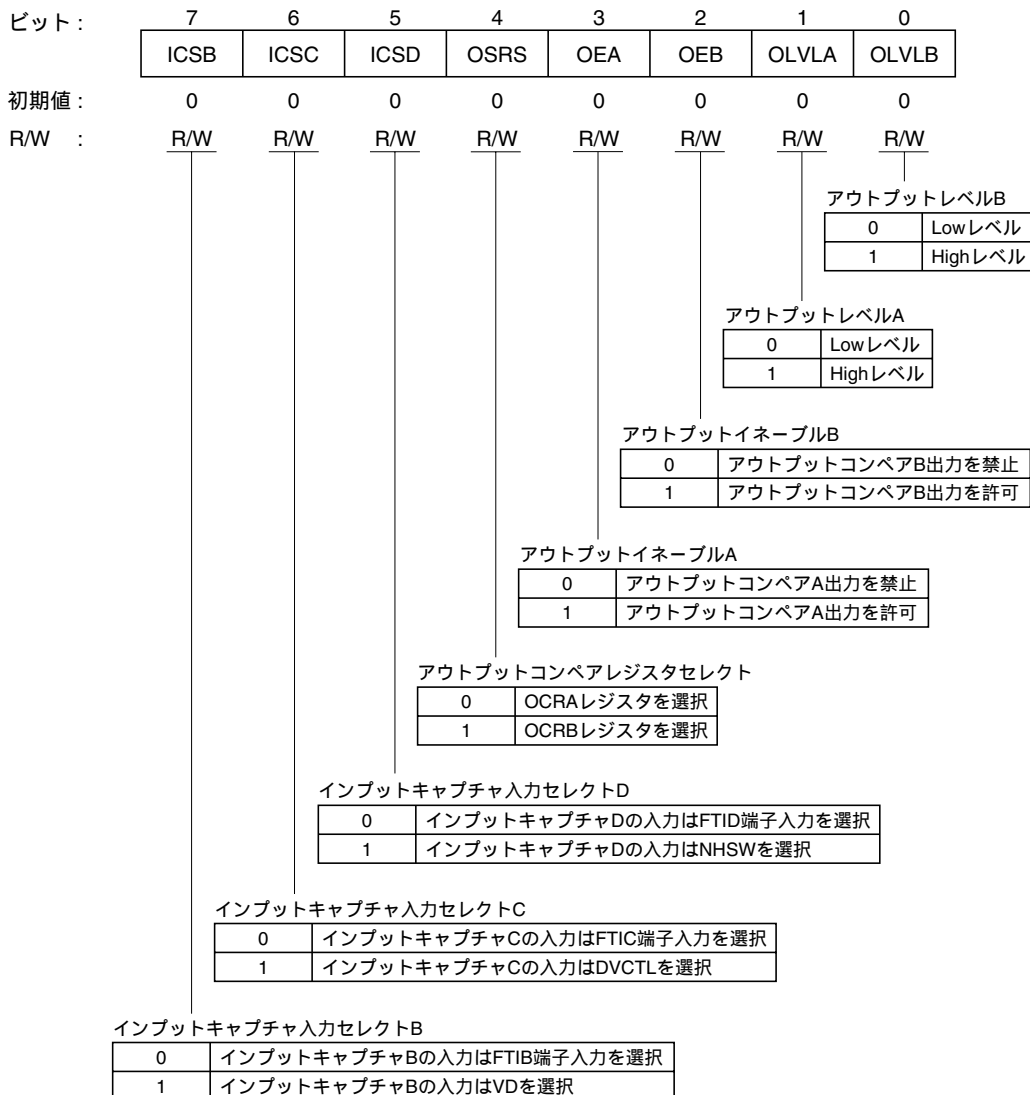 ビット： 7 6 5 4 3 2 1 0
ICSB ICSC ICSD OSRS OEA OEB OLVLA OLVLB
初期値： 0 0 0 0 0 0 0 0
R/W ： R/W R/W R/W R/W R/W R/W R/W R/W
アウトプットレベルB
0 Lowレベル
1 Highレベル
アウトプットレベルA
0 Lowレベル
1 Highレベル
アウトプットイネーブルB
0 アウトプットコンペアB出力を禁止
1 アウトプットコンペアB出力を許可
アウトプットイネーブルA
0 アウトプットコンペアA出力を禁止
1 アウトプットコンペアA出力を許可
アウトプットコンペアレジスタセレクト
0 OCRAレジスタを選択
1 OCRBレジスタを選択
インプットキャプチャ入力セレクトD
0 インプットキャプチャDの入力はFTID端子入力を選択
1 インプットキャプチャDの入力はNHSWを選択
インプットキャプチャ入力セレクトC
0 インプットキャプチャCの入力はFTIC端子入力を選択
1 インプットキャプチャCの入力はDVCTLを選択
インプットキャプチャ入力セレクトB
0 インプットキャプチャBの入力はFTIB端子入力を選択
1 インプットキャプチャBの入力はVDを選択